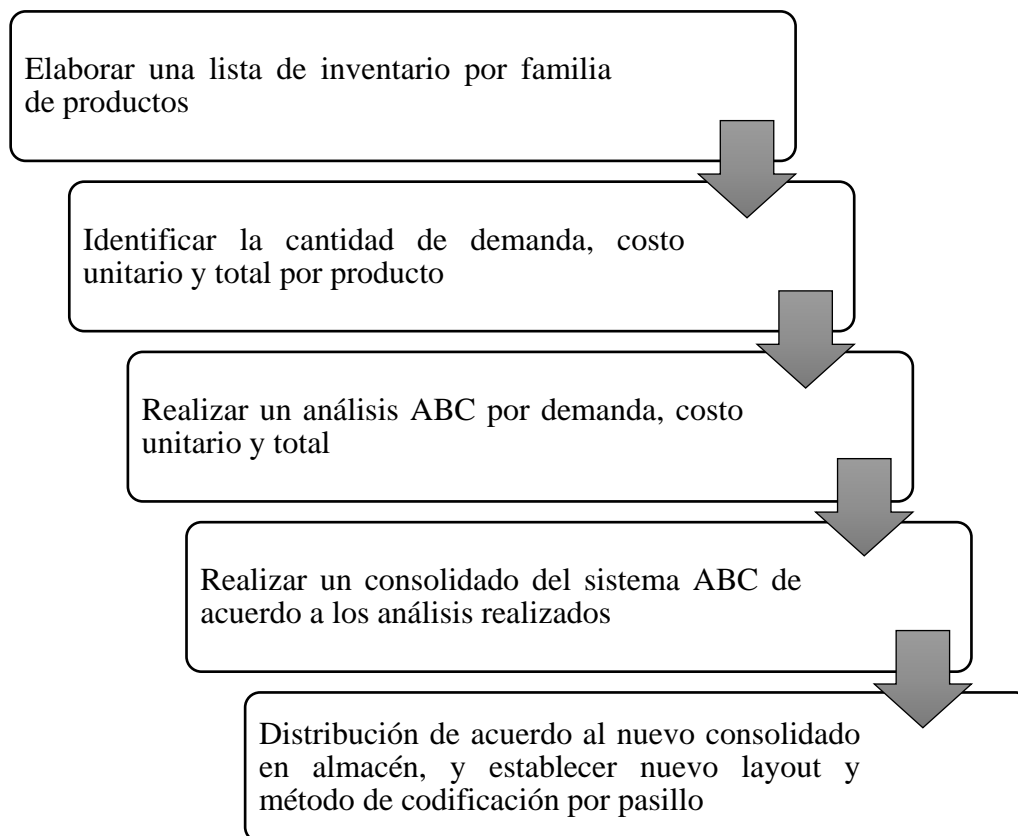 Elaborar una lista de inventario por familia
de productos
Identificar la cantidad de demanda, costo
unitario y total por producto
Realizar un análisis ABC por demanda, costo
unitario y total
Realizar un consolidado del sistema ABC de
acuerdo a los análisis realizados
Distribución de acuerdo al nuevo consolidado
en almacén, y establecer nuevo layout y
método de codificación por pasillo